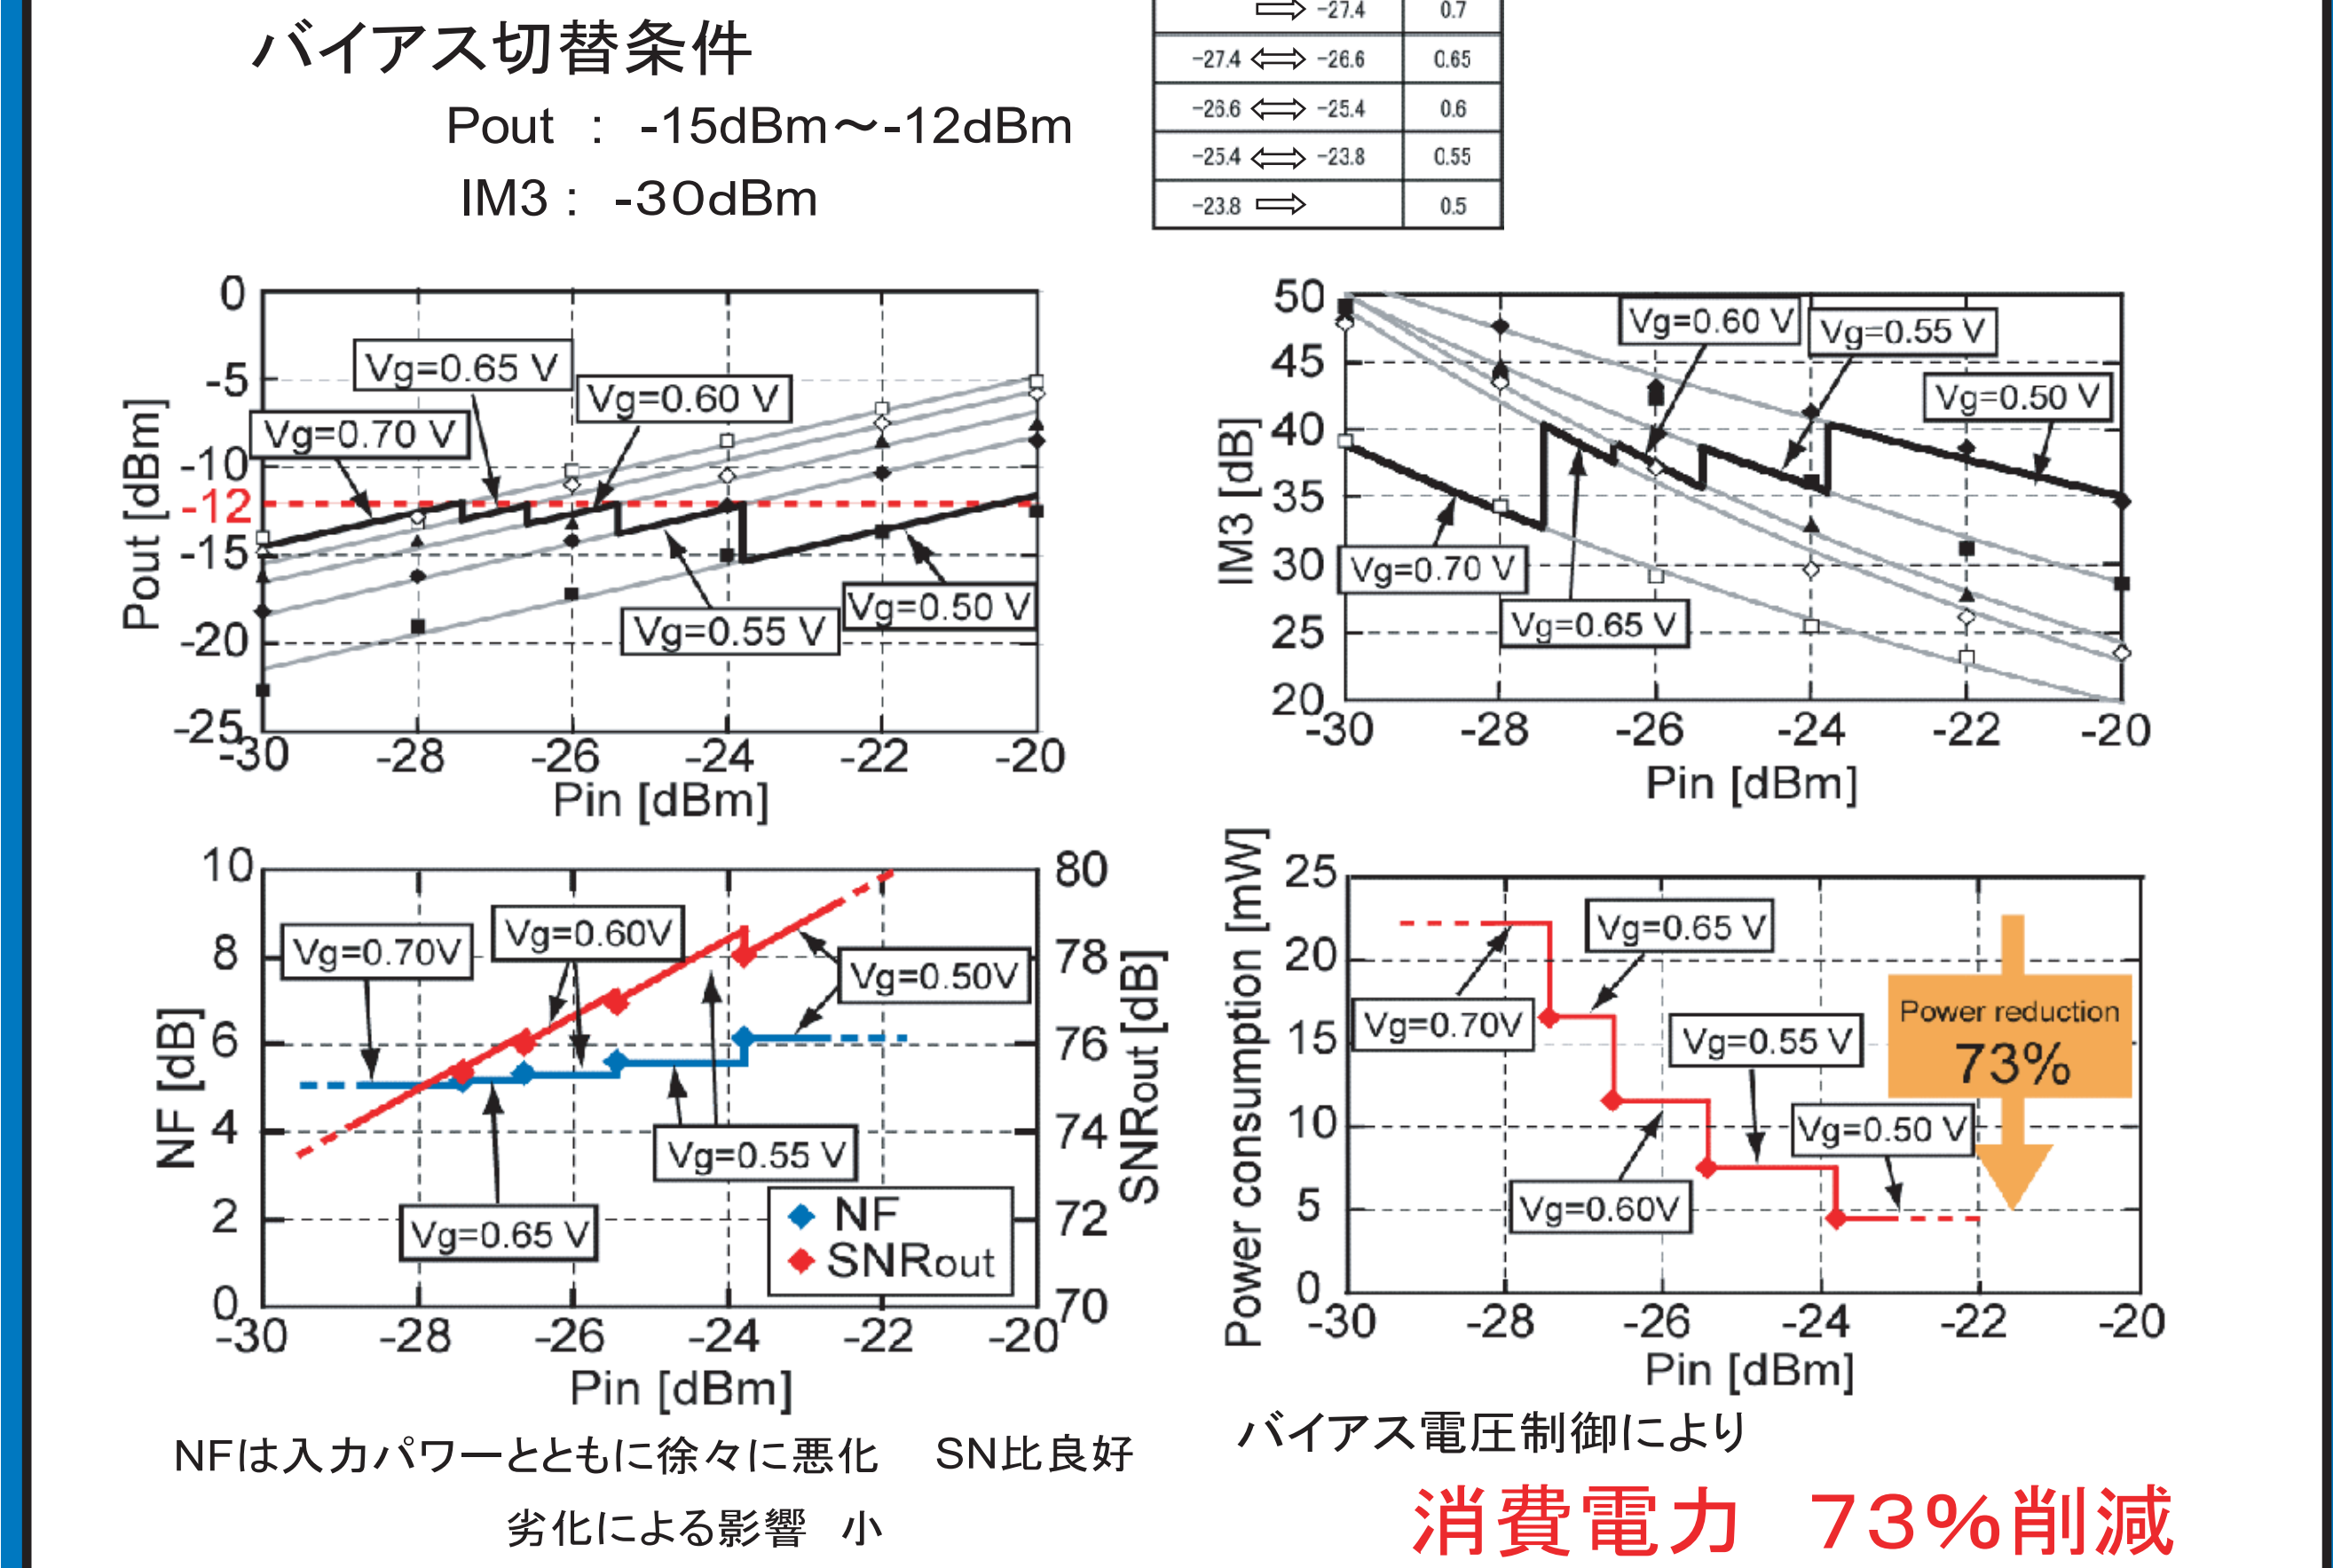 バイアス切替条件
Pout : -15dBm～-12dBm
IM3 : -30dBm
⇒ -27.4 0.7
-27.4 ⇔ -26.6 0.65
-26.6 ⇔ -25.4 0.6
-25.4 ⇔ -23.8 0.55
-23.8 ⇒ 0.5
0
-5
-10
-12
-15
-20
-25
Pout [dBm]
Vg=0.65 V
Vg=0.60 V
Vg=0.70 V
Vg=0.50 V
Vg=0.55 V
-30 -28 -26 -24 -22 -20
Pin [dBm]
50
45
40
35
30
25
20
IM3 [dB]
Vg=0.60 V
Vg=0.55 V
Vg=0.50 V
Vg=0.70 V
Vg=0.65 V
-30 -28 -26 -24 -22 -20
Pin [dBm]
10
8
6
4
2
0
NF [dB]
80
78
76
74
72
70
SNRout [dB]
Vg=0.60V
Vg=0.70V
Vg=0.50V
Vg=0.55 V
Vg=0.65 V
NF
SNRout
-30 -28 -26 -24 -22 -20
Pin [dBm]
25
20
15
10
5
0
Power consumption [mW]
Vg=0.65 V
Vg=0.70V
Vg=0.55 V
Power reduction
73%
Vg=0.50 V
Vg=0.60V
-30 -28 -26 -24 -22 -20
Pin [dBm]
NFは入力パワーとともに徐々に悪化 SN比良好
劣化による影響 小
バイアス電圧制御により
消費電力 73%削減